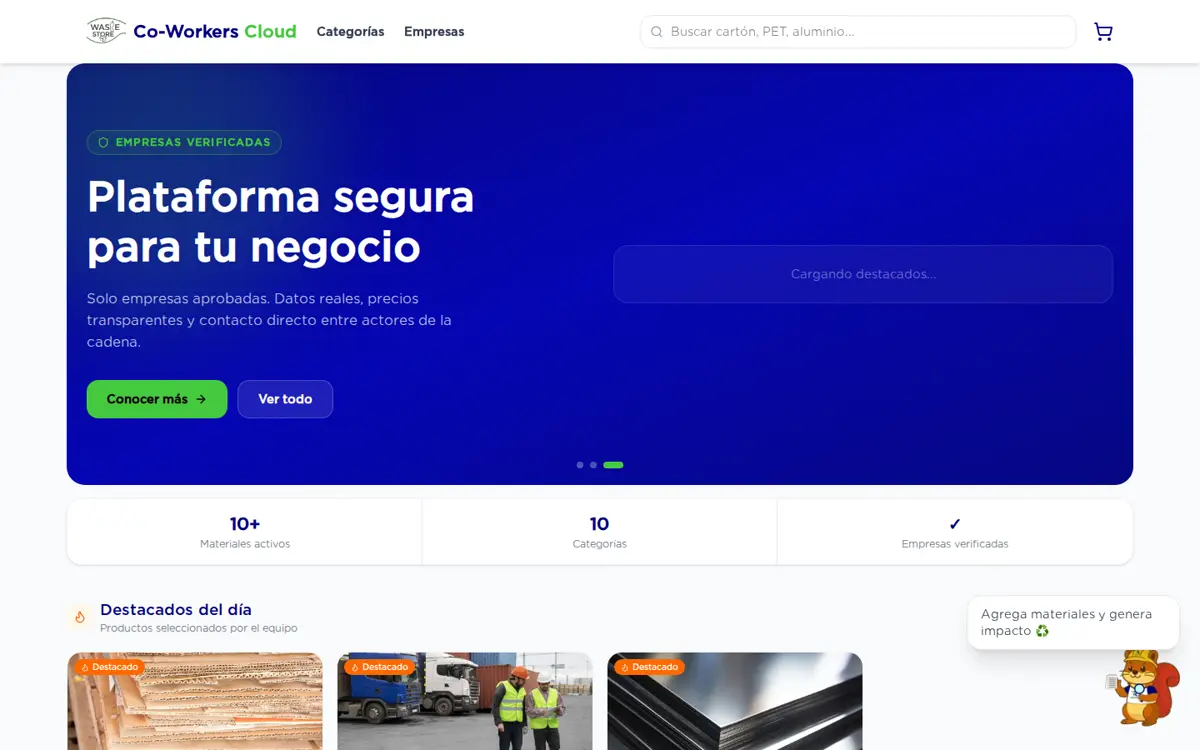 WASTE
STORE
Co-Workers Cloud
Categorías
Empresas
Buscar cartón, PET, aluminio...
EMPRESAS VERIFICADAS
Plataforma segura
para tu negocio
Solo empresas aprobadas. Datos reales, precios
transparentes y contacto directo entre actores de la
cadena.
Conocer más →
Ver todo
Cargando destacados...
10+
Materiales activos
10
Categorías
✓
Empresas verificadas
Destacados del día
Productos seleccionados por el equipo
Agrega materiales y genera
impacto ♻️
Destacado
Destacado
Destacado